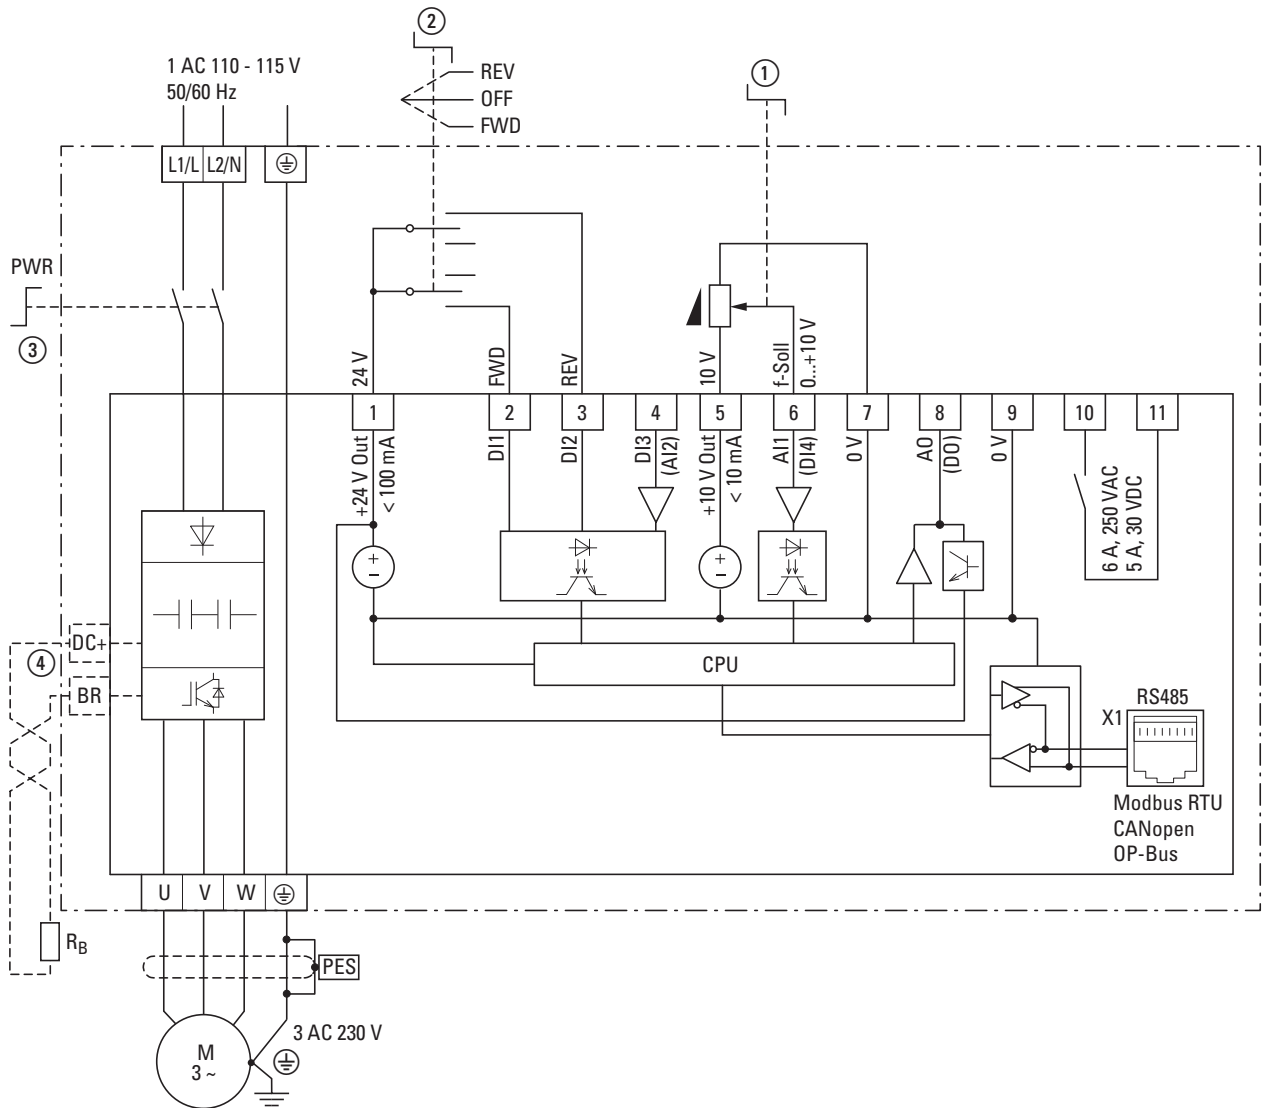 2
1 AC 110 - 115 V
50/60 Hz
REV
OFF
FWD
1
L1/L
L2/N
PWR
3
24 V
FWD
REV
10 V
f-Soll
0...+10 V
1
2
3
4
5
6
7
8
9
10
11
+24 V Out
< 100 mA
DI1
DI2
DI3
(AI2)
+10 V Out
< 10 mA
AI1
(DI4)
0 V
AO
(DO)
0 V
6 A, 250 VAC
5 A, 30 VDC
+
-
+
-
DC+
4
BR
CPU
RS485
X1
Modbus RTU
CANopen
OP-Bus
U
V
W
RB
PES
3 AC 230 V
M
3 ~